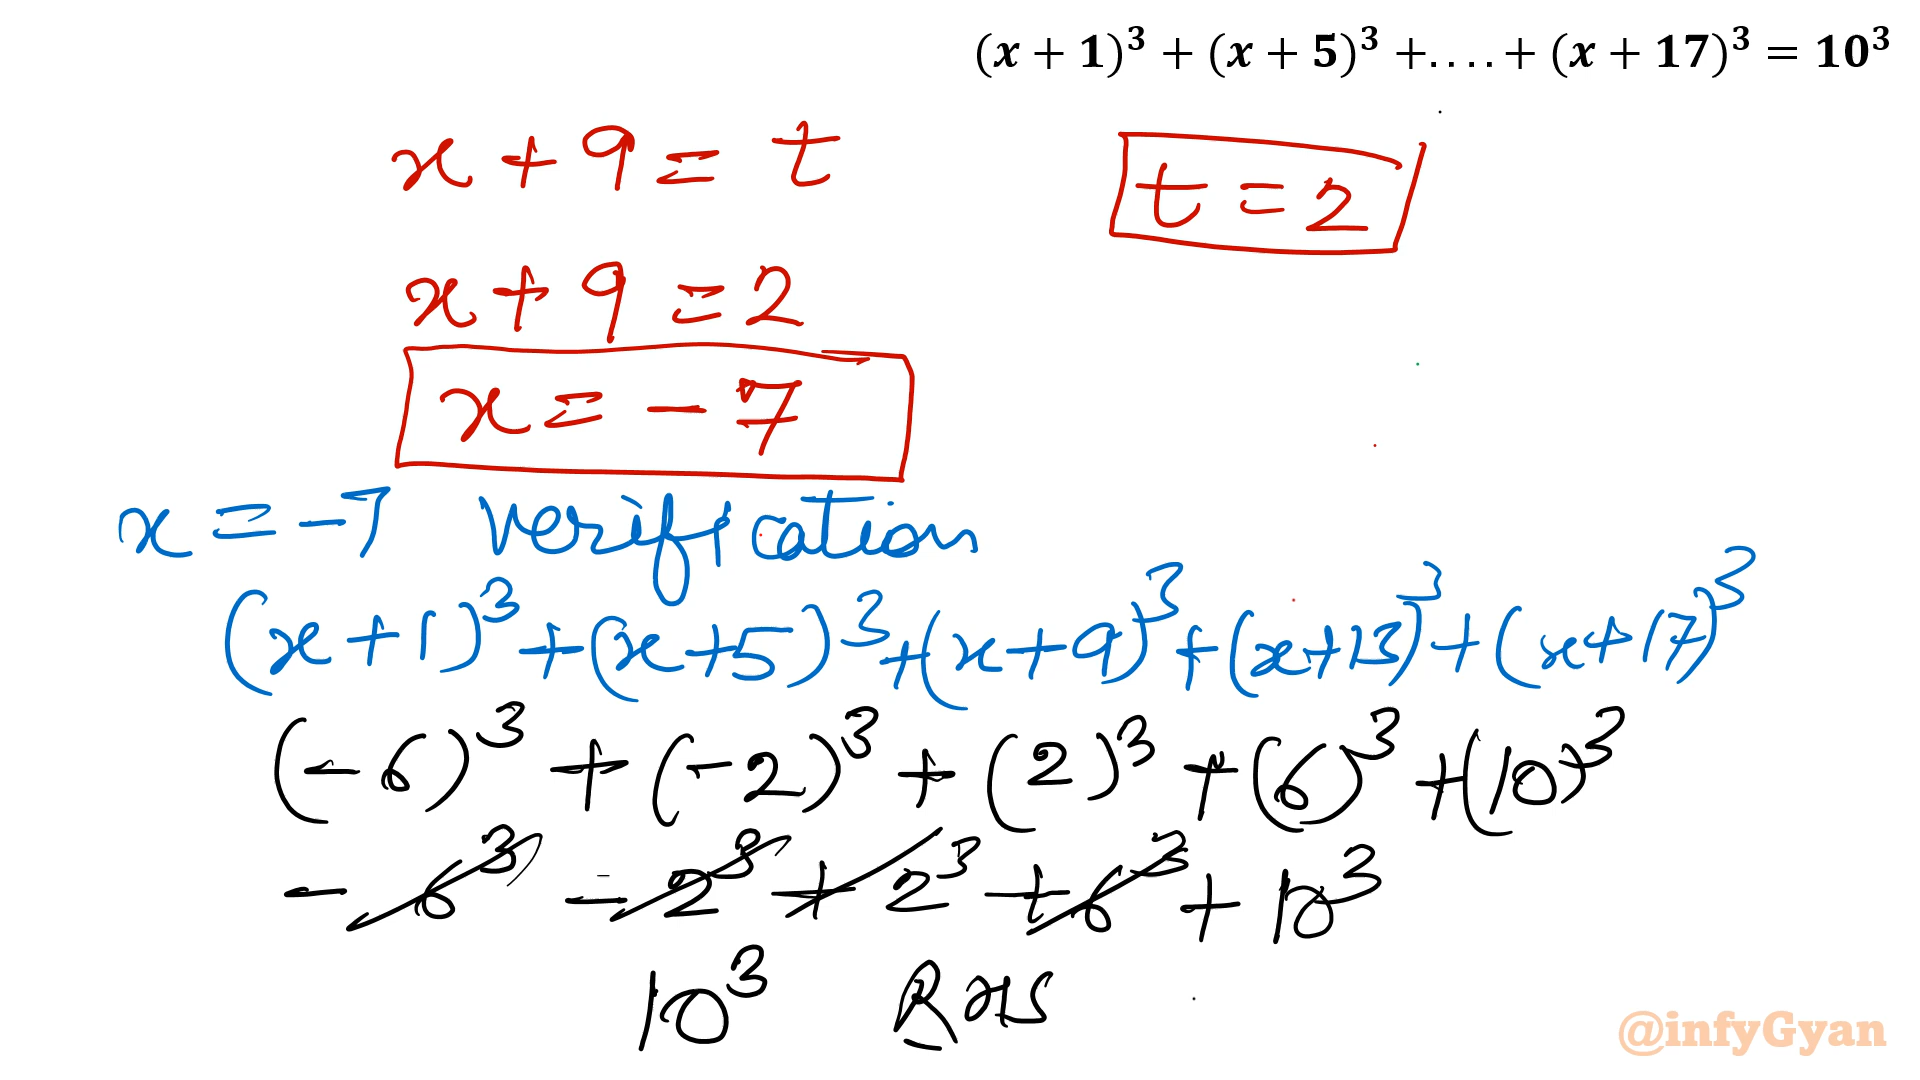 (x + 1)³ + (x + 5)³ +....+ (x + 17)³ = 10³
x + 9 = t
t = 2
x + 9 = 2
x = - 7
x = -7 verification
(x+1)³ + (x+5)³ + (x+9)³ + (x+13)³ + (x+17)³
(-6)³ + (-2)³ + (2)³ + (6)³ + (10)³
- 6³ - 2³ + 2³ + 6³ + 10³
10³ RHS
@infyGyan